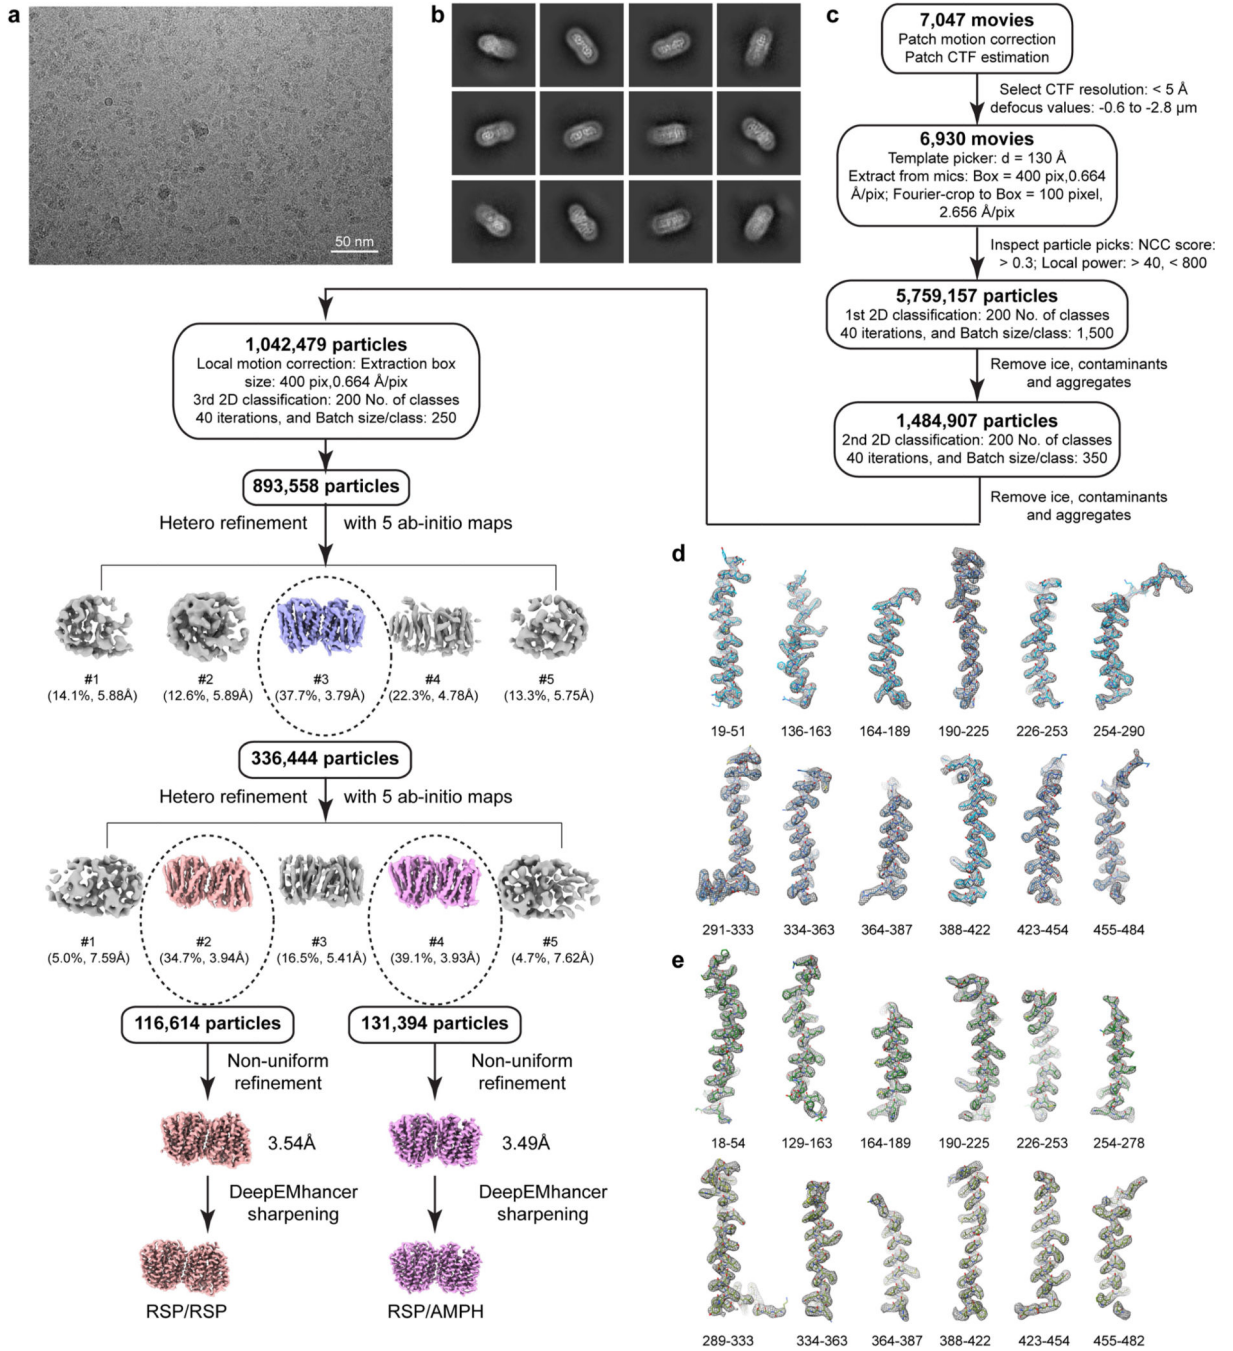 a
50 nm
b
c
7,047 movies
Patch motion correction
Patch CTF estimation
Select CTF resolution: < 5 Å
defocus values: -0.6 to -2.8 µm
6,930 movies
Template picker: d = 130 Å
Extract from mics: Box = 400 pix,0.664
Å/pix; Fourier-crop to Box = 100 pixel,
2.656 Å/pix
Inspect particle picks: NCC score:
> 0.3; Local power: > 40, < 800
5,759,157 particles
1st 2D classification: 200 No. of classes
40 iterations, and Batch size/class: 1,500
Remove ice, contaminants
and aggregates
1,484,907 particles
2nd 2D classification: 200 No. of classes
40 iterations, and Batch size/class: 350
Remove ice, contaminants
and aggregates
1,042,479 particles
Local motion correction: Extraction box
size: 400 pix,0.664 Å/pix
3rd 2D classification: 200 No. of classes
40 iterations, and Batch size/class: 250
893,558 particles
Hetero refinement with 5 ab-initio maps
#1 #2 #3 #4 #5
(14.1%, 5.88Å) (12.6%, 5.89Å) (37.7%, 3.79Å) (22.3%, 4.78Å) (13.3%, 5.75Å)
336,444 particles
Hetero refinement with 5 ab-initio maps
#1 #2 #3 #4 #5
(5.0%, 7.59Å) (34.7%, 3.94Å) (16.5%, 5.41Å) (39.1%, 3.93Å) (4.7%, 7.62Å)
116,614 particles 131,394 particles
Non-uniform Non-uniform
refinement refinement
3.54Å 3.49Å
DeepEMhancer DeepEMhancer
sharpening sharpening
RSP/RSP RSP/AMPH
d
19-51 136-163 164-189 190-225 226-253 254-290
291-333 334-363 364-387 388-422 423-454 455-484
e
18-54 129-163 164-189 190-225 226-253 254-278
289-333 334-363 364-387 388-422 423-454 455-482